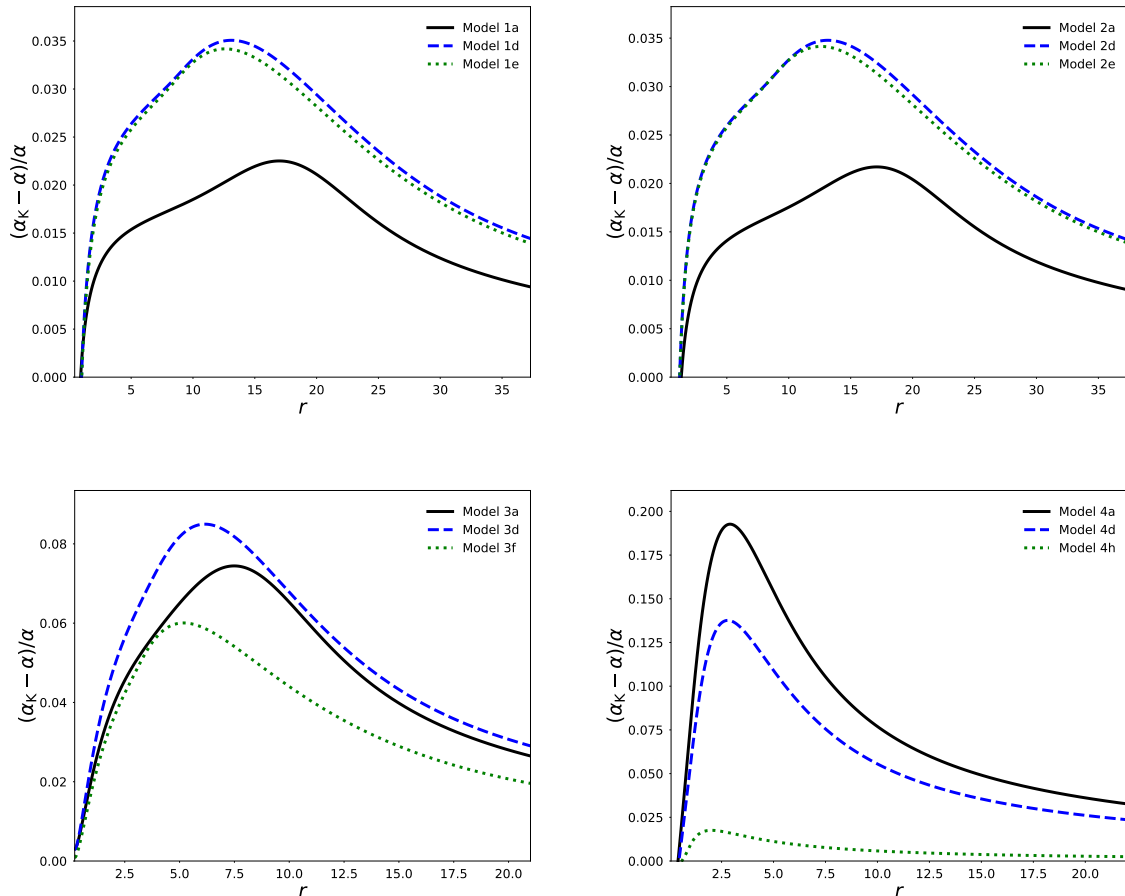 Model 1a
Model 1d
Model 1e
0.035
0.030
0.025
0.020
0.015
0.010
0.005
0.000
(α_K − α)/α
5 10 15 20 25 30 35
r
Model 2a
Model 2d
Model 2e
0.035
0.030
0.025
0.020
0.015
0.010
0.005
0.000
(α_K − α)/α
5 10 15 20 25 30 35
r
Model 3a
Model 3d
Model 3f
0.08
0.06
0.04
0.02
0.00
(α_K − α)/α
2.5 5.0 7.5 10.0 12.5 15.0 17.5 20.0
r
Model 4a
Model 4d
Model 4h
0.200
0.175
0.150
0.125
0.100
0.075
0.050
0.025
0.000
(α_K − α)/α
2.5 5.0 7.5 10.0 12.5 15.0 17.5 20.0
r